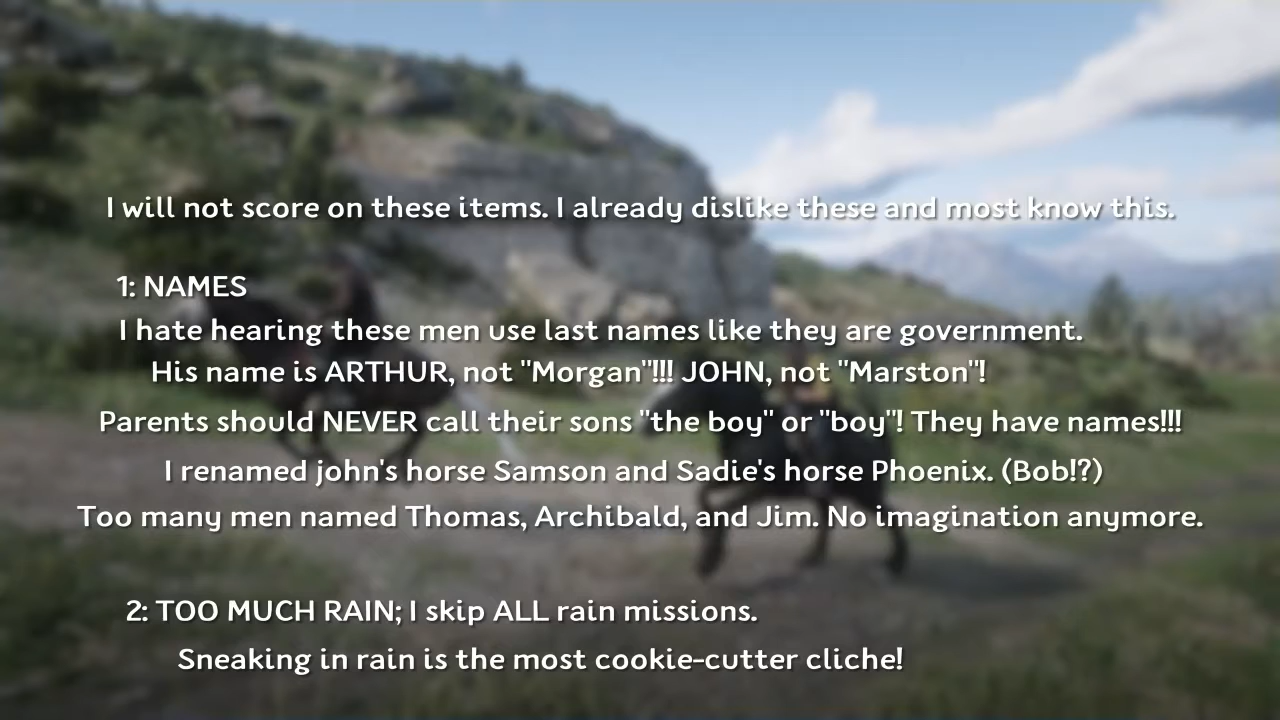 I will not score on these items. I already dislike these and most know this.
1: NAMES
I hate hearing these men use last names like they are government.
His name is ARTHUR, not "Morgan"!!! JOHN, not "Marston"!
Parents should NEVER call their sons "the boy" or "boy"! They have names!!!
I renamed john's horse Samson and Sadie's horse Phoenix. (Bob!?)
Too many men named Thomas, Archibald, and Jim. No imagination anymore.
2: TOO MUCH RAIN; I skip ALL rain missions.
Sneaking in rain is the most cookie-cutter cliche!